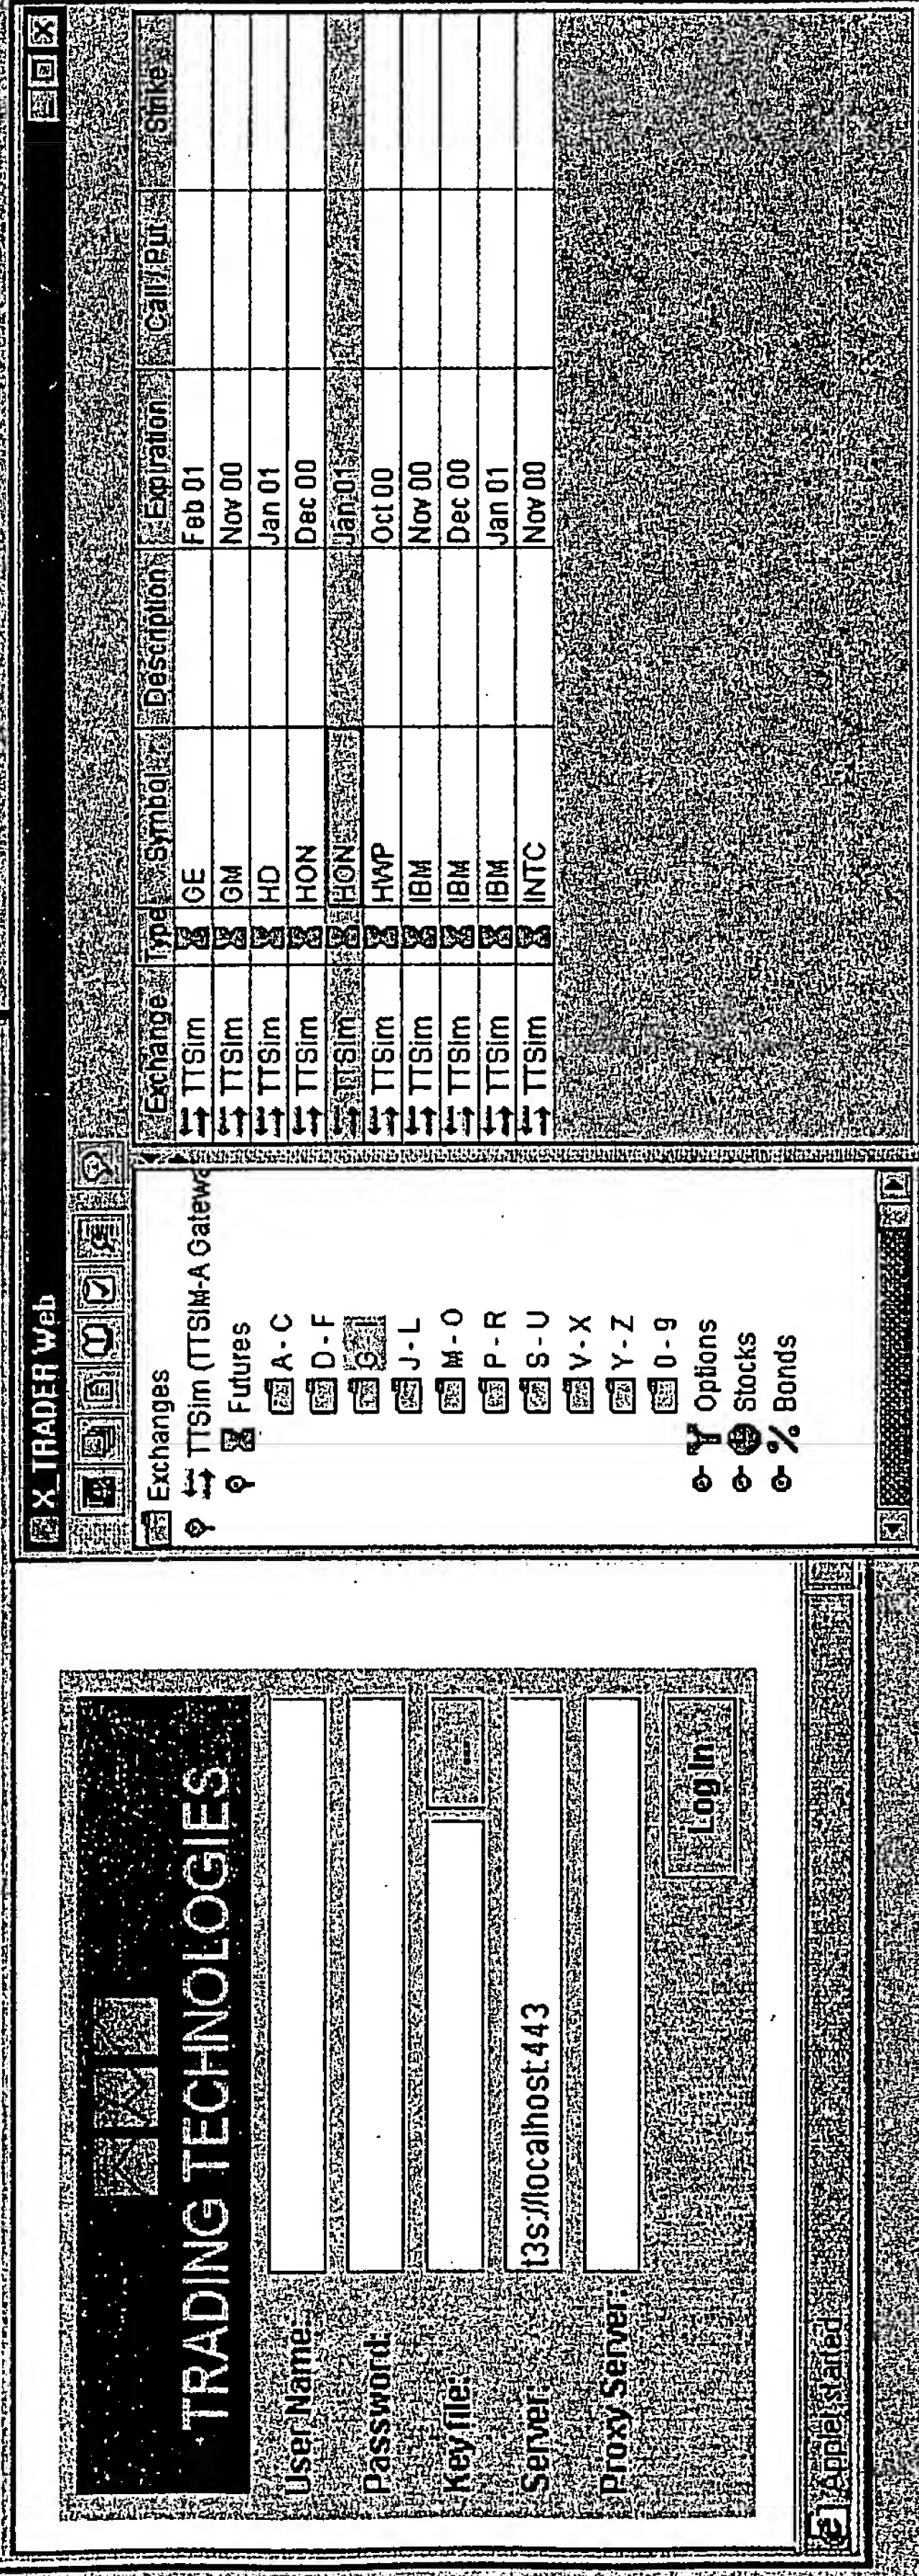 TRADING TECHNOLOGIES
User Name:
Password:
Key file:
...
Server: t3s://localhost:443
Proxy Server:
Log In
Applet started
X_TRADER Web
Exchanges
TTSim (TTSIM-A Gatewa
Futures
A - C
D - F
G - I
J - L
M - O
P - R
S - U
V - X
Y - Z
0 - 9
Options
Stocks
Bonds
Exchange Type Symbol Description Expiration Call / Put Strike
TTSim GE Feb 01
TTSim GM Nov 00
TTSim HD Jan 01
TTSim HON Dec 00
TTSim HON Jan 01
TTSim HWP Oct 00
TTSim IBM Nov 00
TTSim IBM Dec 00
TTSim IBM Jan 01
TTSim INTC Nov 00